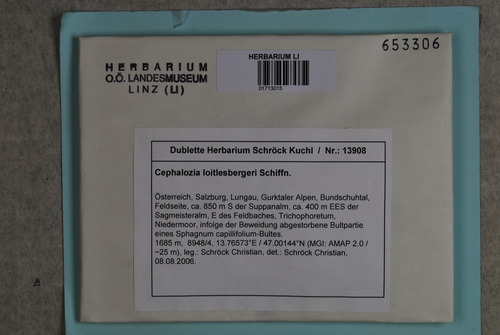 653306
HERBARIUM
O.Ö. LANDESMUSEUM
LINZ (LI)
HERBARIUM LI
01713015
Dublette Herbarium Schröck Kuchl / Nr.: 13908
Cephalozia loitlesbergeri Schiffn.
Österreich, Salzburg, Lungau, Gurktaler Alpen, Bundschuhtal,
Feldseite, ca. 850 m S der Suppanalm, ca. 400 m EES der
Sagmeisteralm, E des Feldbaches, Trichophoretum,
Niedermoor, infolge der Beweidung abgestorbene Bultpartie
eines Sphagnum capillifolium-Bultes.
1685 m, 8948/4, 13.76573°E / 47.00144°N (MGI: AMAP 2.0 /
~25 m), leg.: Schröck Christian, det.: Schröck Christian,
08.08.2006.